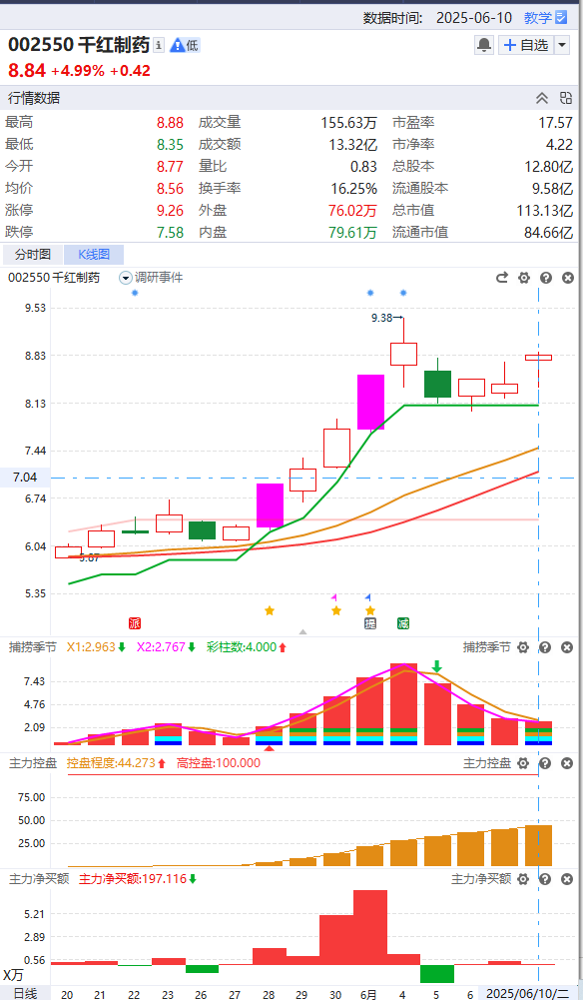 数据时间: 2025-06-10 教学
002550 千红制药 i 低
8.84 +4.99% +0.42 + 自选
行情数据
最高 8.88 成交量 155.63万 市盈率 17.57
最低 8.35 成交额 13.32亿 市净率 4.22
今开 8.77 量比 0.83 总股本 12.80亿
均价 8.56 换手率 16.25% 流通股本 9.58亿
涨停 9.26 外盘 76.02万 总市值 113.13亿
跌停 7.58 内盘 79.61万 流通市值 84.66亿
分时图 K线图
002550 千红制药 调研事件
9.53
9.38
8.83
8.13
7.44
7.04
6.74
6.04
5.35
派 提 减
捕捞季节 X1:2.963 X2:2.767 彩柱数:4.000 捕捞季节
7.43
4.76
2.09
主力控盘 控盘程度:44.273 高控盘:100.000 主力控盘
75.00
50.00
25.00
主力净买额 主力净买额:197.116 主力净买额
5.21
2.89
0.56
X万
日线 20 21 22 23 26 27 28 29 30 6月 4 5 6 2025/06/10/二